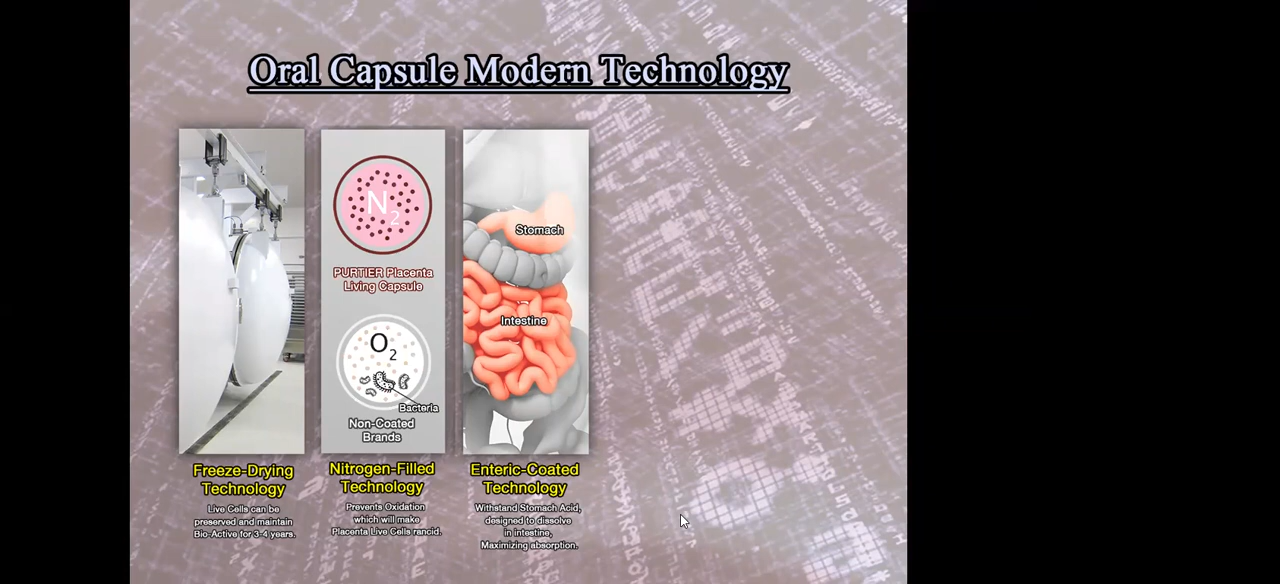 Oral Capsule Modern Technology
N2
PURTIER Placenta
Living Capsule
O2
Bacteria
Non-Coated
Brands
Stomach
Intestine
Freeze-Drying
Technology
Live Cells can be
preserved and maintain
Bio-Active for 3-4 years.
Nitrogen-Filled
Technology
Prevents Oxidation
which will make
Placenta Live Cells rancid.
Enteric-Coated
Technology
Withstand Stomach Acid,
designed to dissolve
in intestine,
Maximizing absorption.